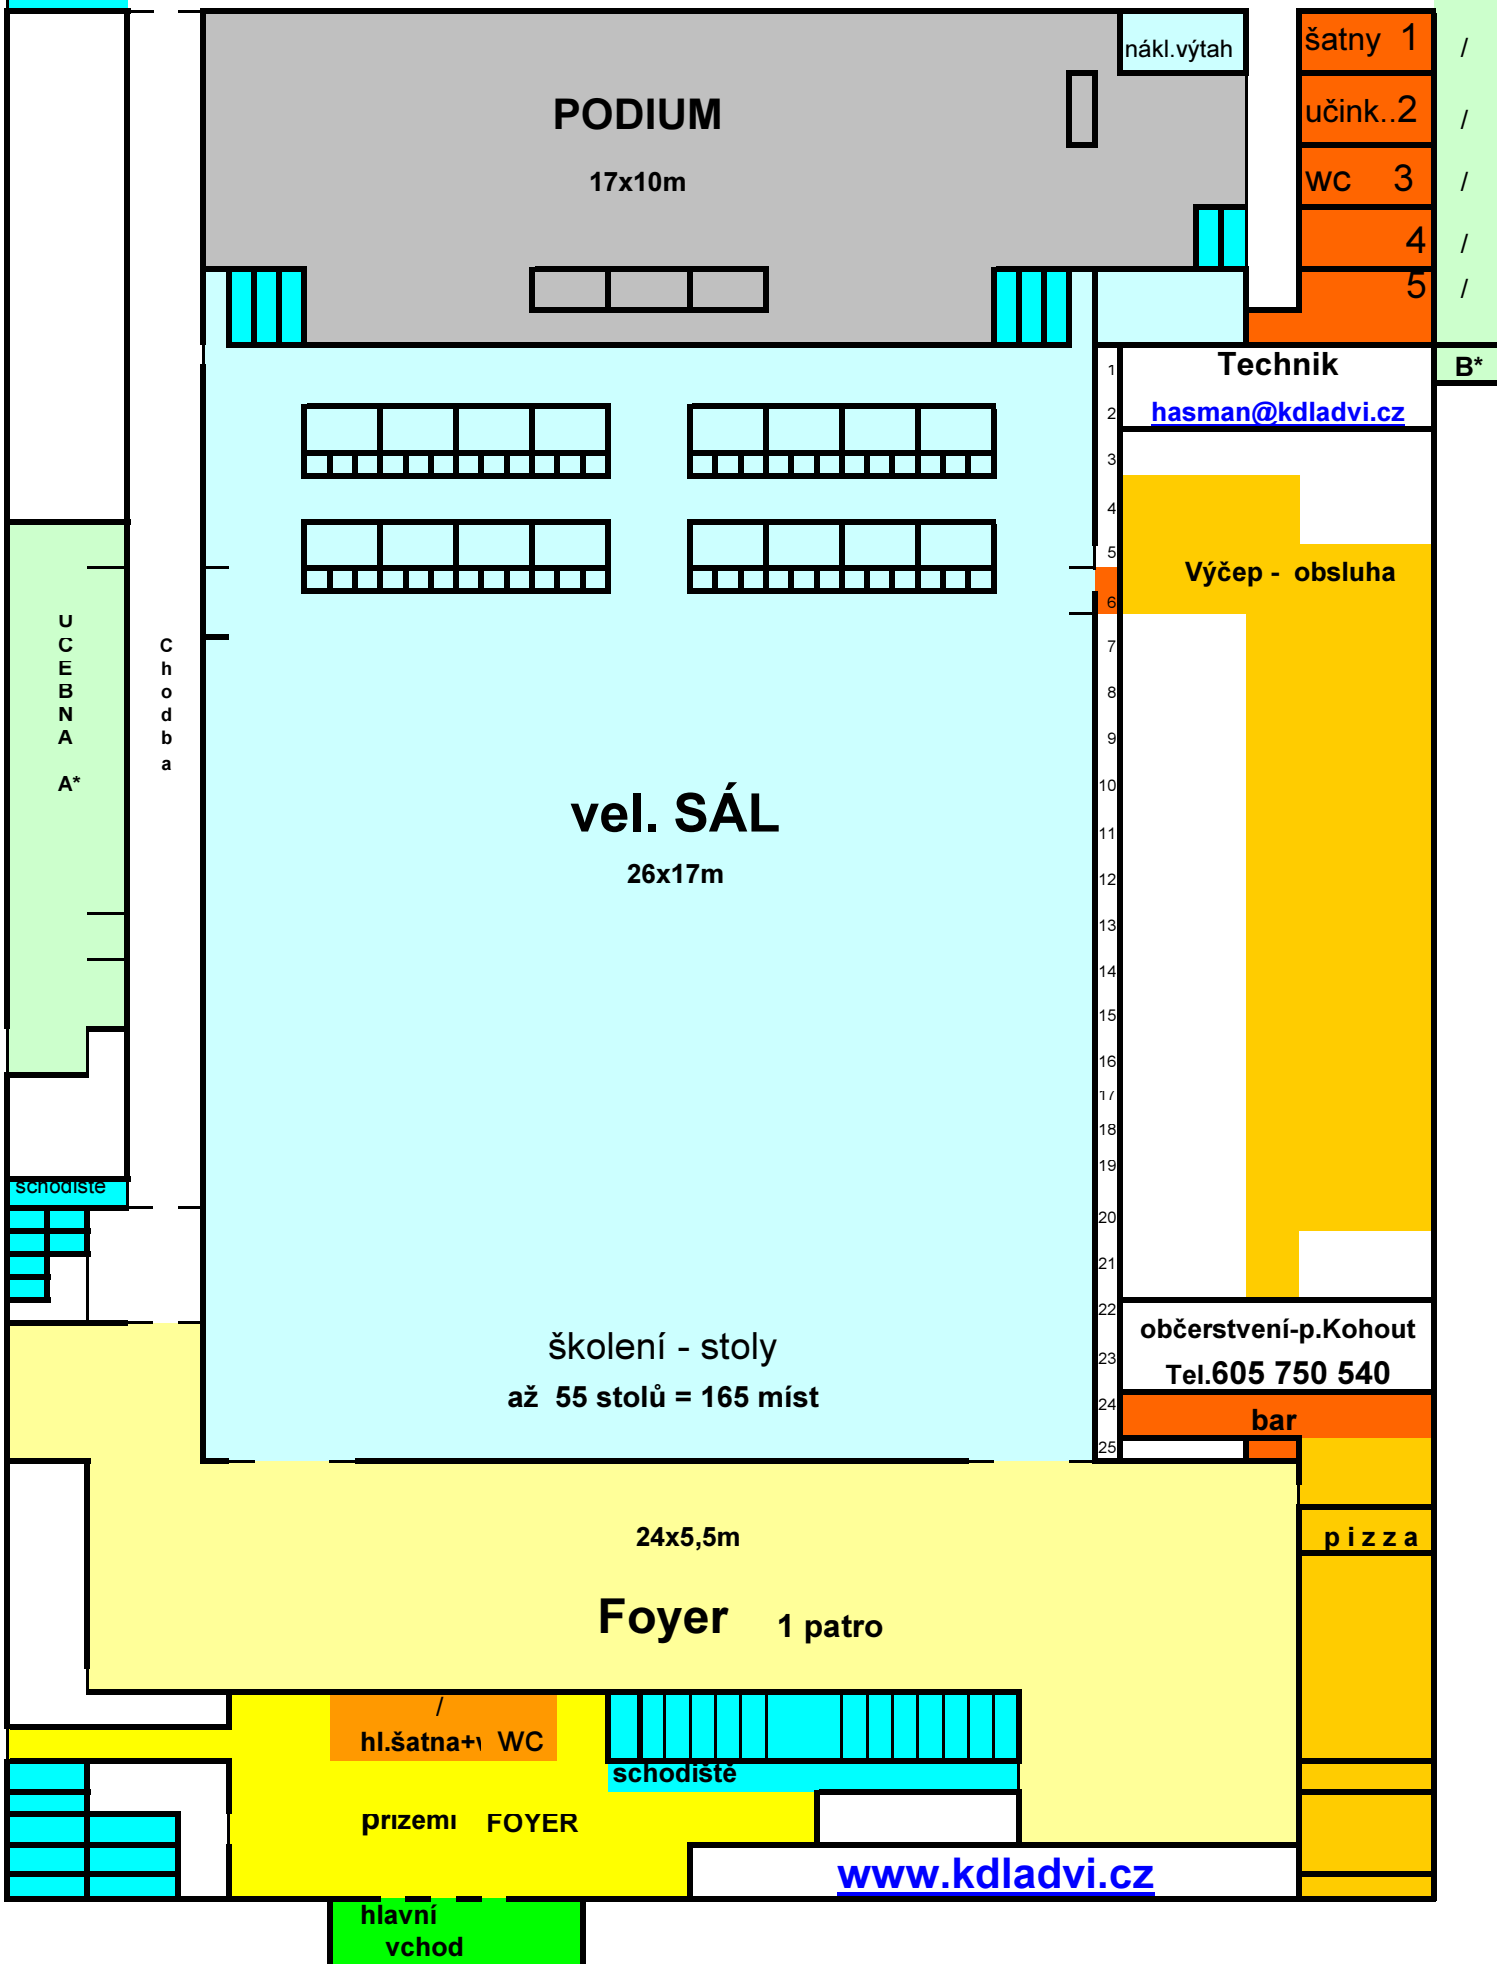 nákl.výtah
šatny 1 /
PODIUM
učink..2 /
17x10m
wc 3 /
4 /
5 /
1
Technik
B*
2
hasman@kdladvi.cz
3
4
5
Výčep - obsluha
6
U
C
E
B
N
A
A*
C
h
o
d
b
a
7
8
9
10
11
12
13
14
15
16
17
18
19
20
21
22
23
24
25
vel. SÁL
26x17m
schodiště
občerstvení-p.Kohout
Tel.605 750 540
školení - stoly
až 55 stolů = 165 míst
bar
24x5,5m
pizza
Foyer 1 patro
/
hl.šatna+ WC
schodiště
prizemi FOYER
www.kdladvi.cz
hlavní
vchod